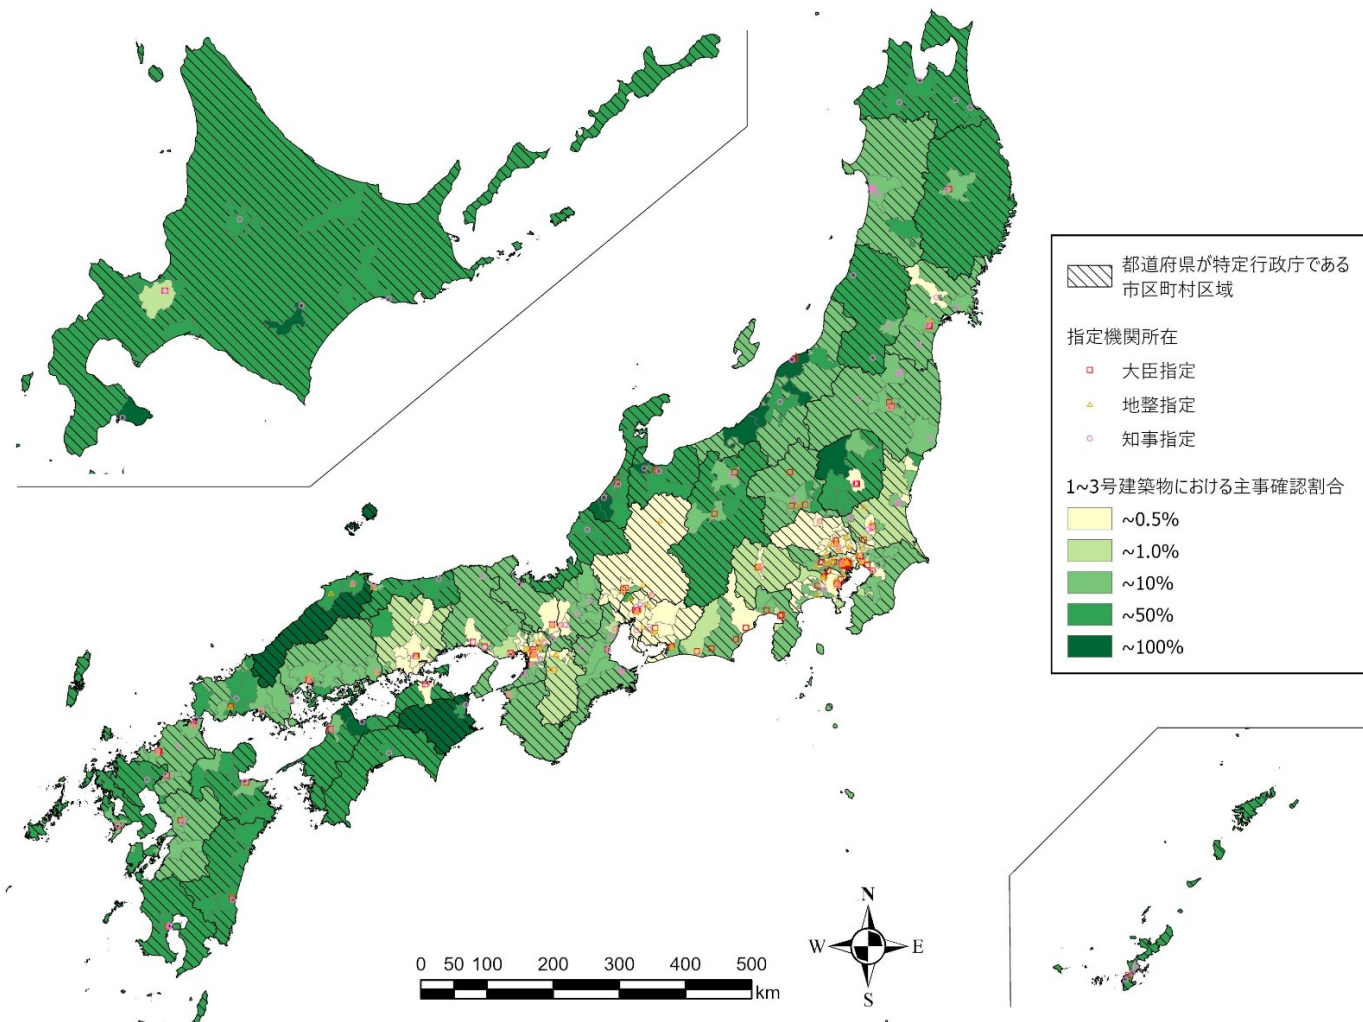 都道府県が特定行政庁である
市区町村区域
指定機関所在
大臣指定
地整指定
知事指定
1~3号建築物における主事確認割合
~0.5%
~1.0%
~10%
~50%
~100%
N
W E
S
0 50 100 200 300 400 500
km